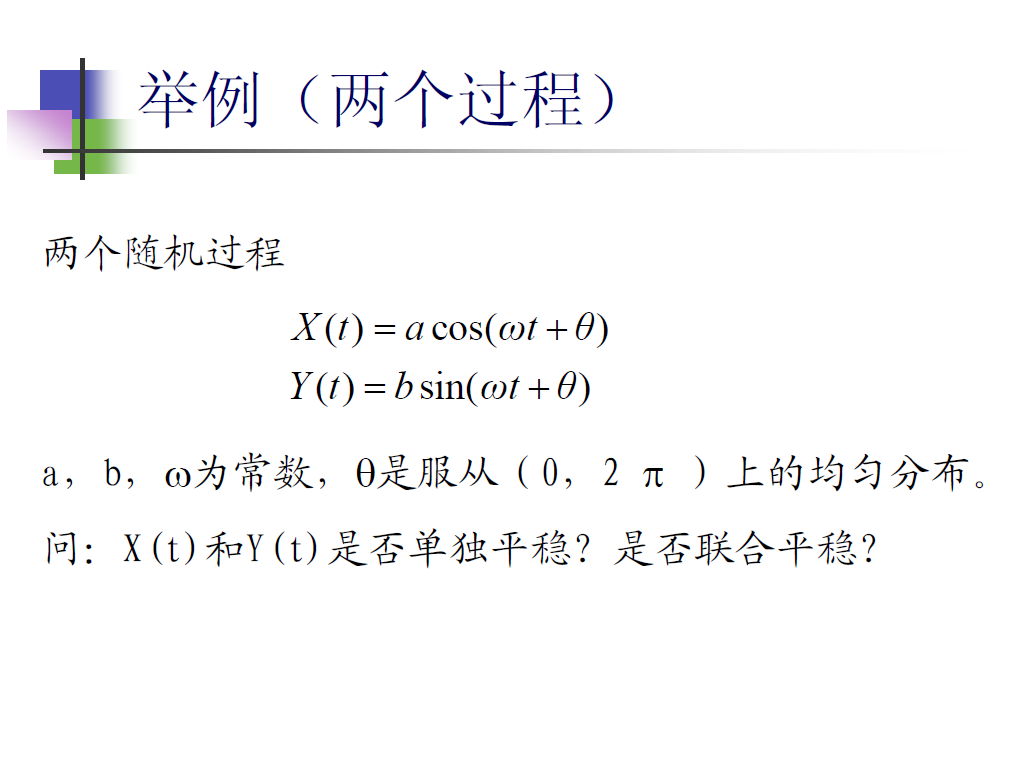 举例（两个过程）
两个随机过程
X(t) = a cos(ωt + θ)
Y(t) = b sin(ωt + θ)
a，b，ω为常数，θ是服从（0，2 π ）上的均匀分布。
问：X(t)和Y(t)是否单独平稳？是否联合平稳？